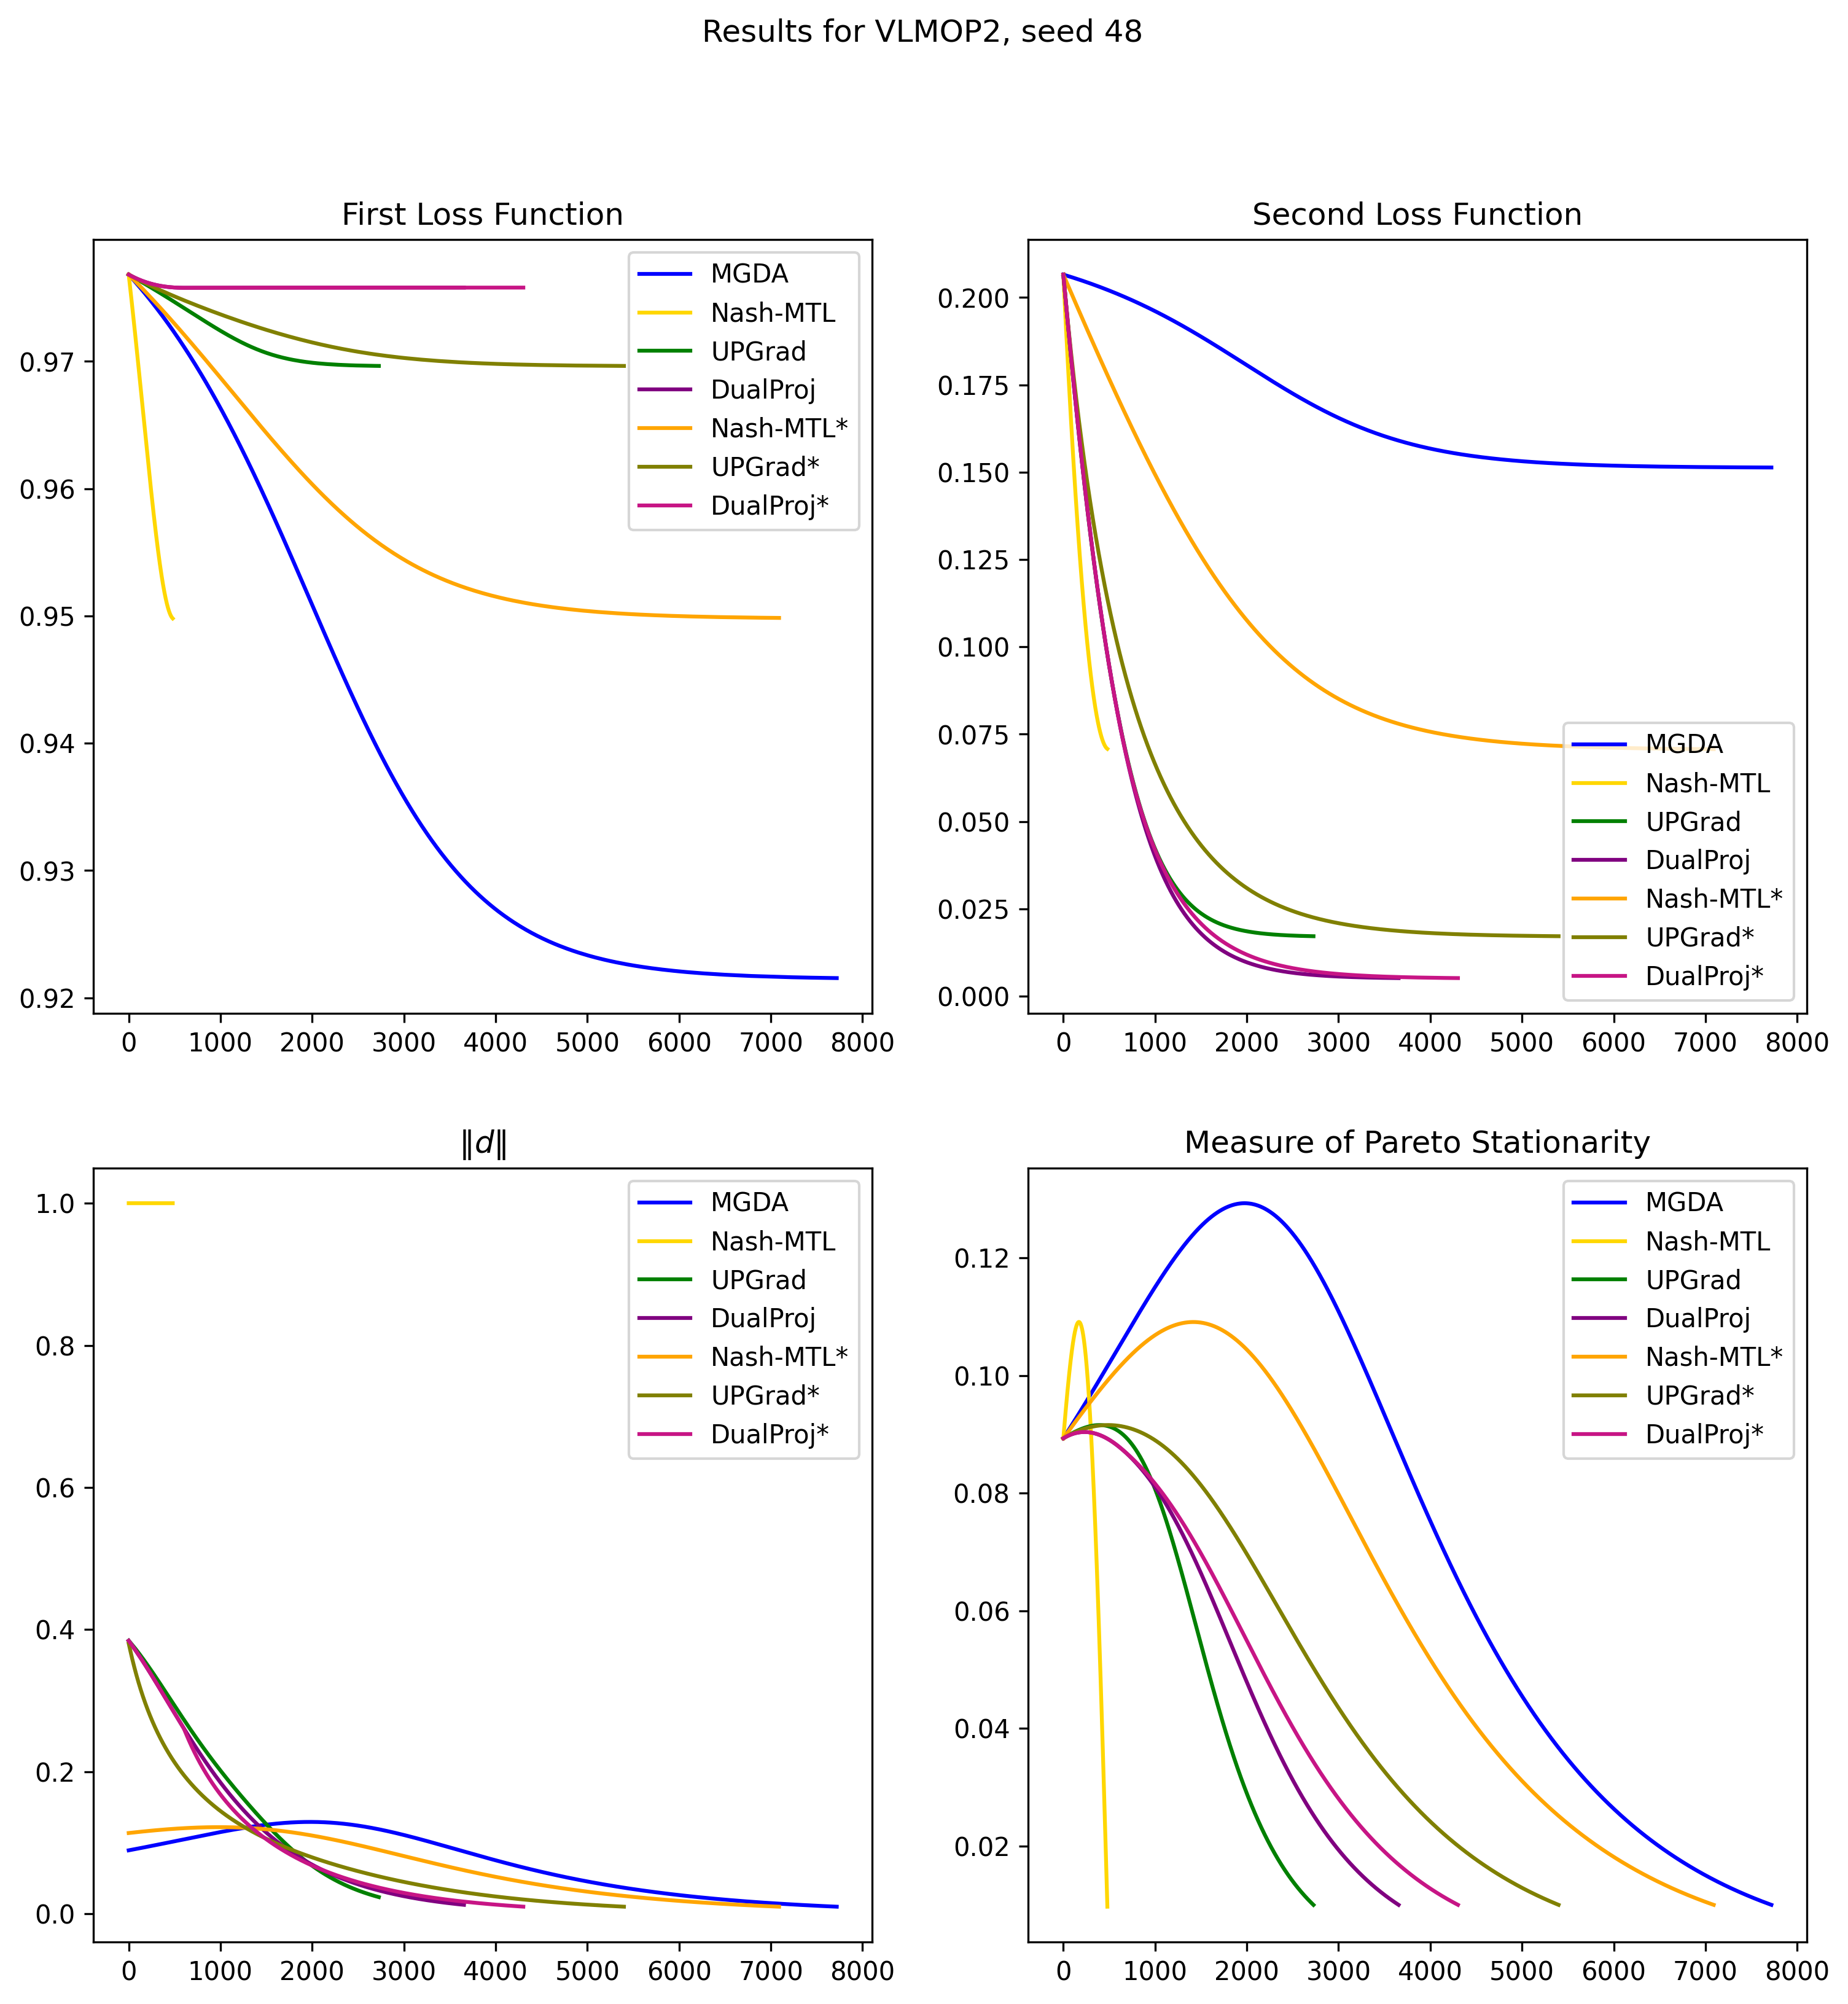 Results for VLMOP2, seed 48
First Loss Function
0.97
0.96
0.95
0.94
0.93
0.92
0 1000 2000 3000 4000 5000 6000 7000 8000
MGDA
Nash-MTL
UPGrad
DualProj
Nash-MTL*
UPGrad*
DualProj*
Second Loss Function
0.200
0.175
0.150
0.125
0.100
0.075
0.050
0.025
0.000
0 1000 2000 3000 4000 5000 6000 7000 8000
MGDA
Nash-MTL
UPGrad
DualProj
Nash-MTL*
UPGrad*
DualProj*
‖d‖
1.0
0.8
0.6
0.4
0.2
0.0
0 1000 2000 3000 4000 5000 6000 7000 8000
MGDA
Nash-MTL
UPGrad
DualProj
Nash-MTL*
UPGrad*
DualProj*
Measure of Pareto Stationarity
0.12
0.10
0.08
0.06
0.04
0.02
0 1000 2000 3000 4000 5000 6000 7000 8000
MGDA
Nash-MTL
UPGrad
DualProj
Nash-MTL*
UPGrad*
DualProj*